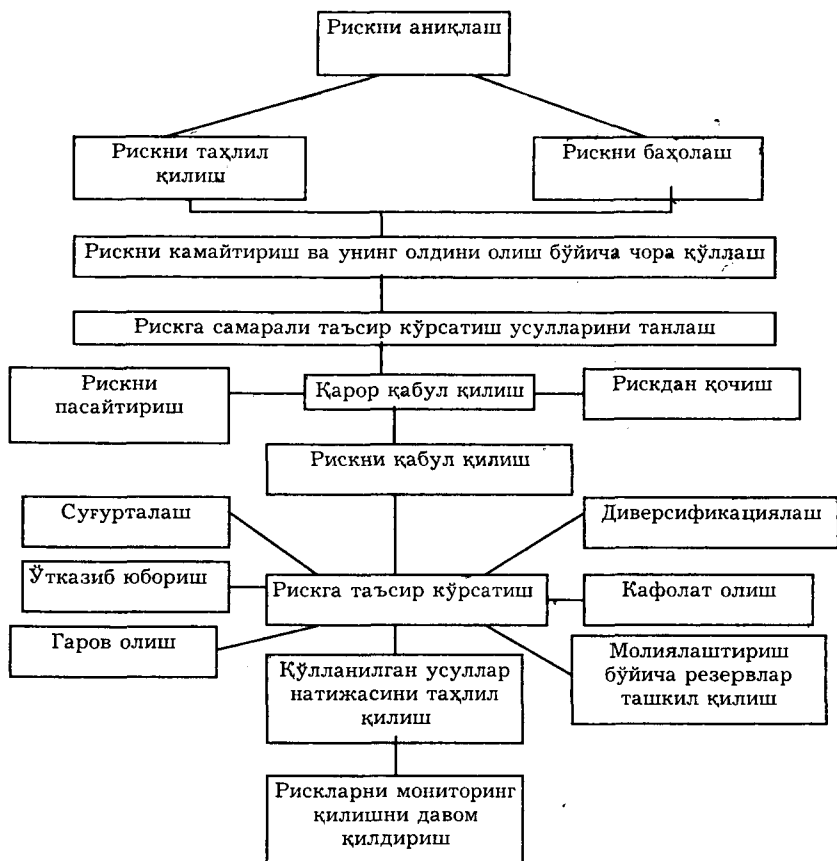 Рискни аниқлаш
Рискни таҳлил
қилиш
Рискни баҳолаш
Рискни камайтириш ва унинг олдини олиш бўйича чора қўллаш
Рискга самарали таъсир кўрсатиш усулларини танлаш
Рискни
пасайтириш
Қарор қабул қилиш
Рискдан қочиш
Рискни қабул қилиш
Суғурталаш
Диверсификациялаш
Ўтказиб юбориш
Рискга таъсир кўрсатиш
Кафолат олиш
Гаров олиш
Молиялаштириш
бўйича резервлар
ташкил қилиш
Қўлланилган усуллар
натижасини таҳлил
қилиш
Рискларни мониторинг
қилишни давом
қилдириш